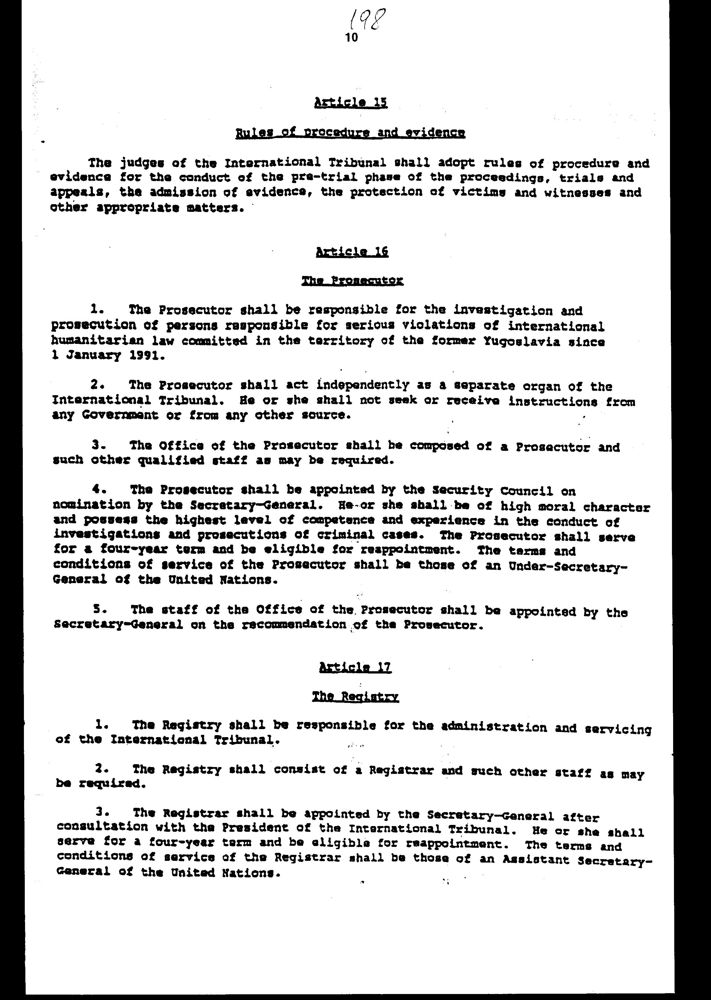 198
10
Article 15
Rules of procedure and evidence
The judges of the International Tribunal shall adopt rules of procedure and
evidence for the conduct of the pre-trial phase of the proceedings, trials and
appeals, the admission of evidence, the protection of victims and witnesses and
other appropriate matters.
Article 16
The Prosecutor
1. The Prosecutor shall be responsible for the investigation and
prosecution of persons responsible for serious violations of international
humanitarian law committed in the territory of the former Yugoslavia since
1 January 1991.
2. The Prosecutor shall act independently as a separate organ of the
International Tribunal. He or she shall not seek or receive instructions from
any Government or from any other source.
3. The Office of the Prosecutor shall be composed of a Prosecutor and
such other qualified staff as may be required.
4. The Prosecutor shall be appointed by the Security Council on
nomination by the Secretary-General. He or she shall be of high moral character
and possess the highest level of competence and experience in the conduct of
investigations and prosecutions of criminal cases. The Prosecutor shall serve
for a four-year term and be eligible for reappointment. The terms and
conditions of service of the Prosecutor shall be those of an Under-Secretary-
General of the United Nations.
5. The staff of the Office of the Prosecutor shall be appointed by the
Secretary-General on the recommendation of the Prosecutor.
Article 17
The Registry
1. The Registry shall be responsible for the administration and servicing
of the International Tribunal.
2. The Registry shall consist of a Registrar and such other staff as may
be required.
3. The Registrar shall be appointed by the Secretary-General after
consultation with the President of the International Tribunal. He or she shall
serve for a four-year term and be eligible for reappointment. The terms and
conditions of service of the Registrar shall be those of an Assistant Secretary-
General of the United Nations.